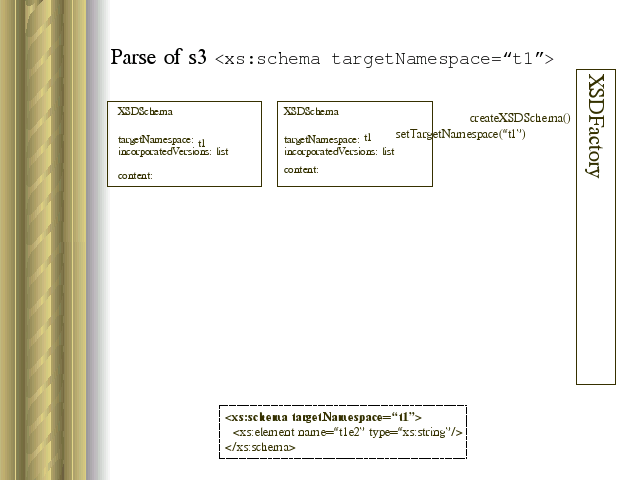 Parse of s3 <xs:schema targetNamespace=“t1”>
XSDSchema
targetNamespace: t1
incorporatedVersions: list
content:
XSDSchema
targetNamespace: t1
incorporatedVersions: list
content:
createXSDSchema()
setTargetNamespace(“t1”)
XSDFactory
<xs:schema targetNamespace=“t1”>
<xs:element name=“t1e2” type=“xs:string”/>
</xs:schema>